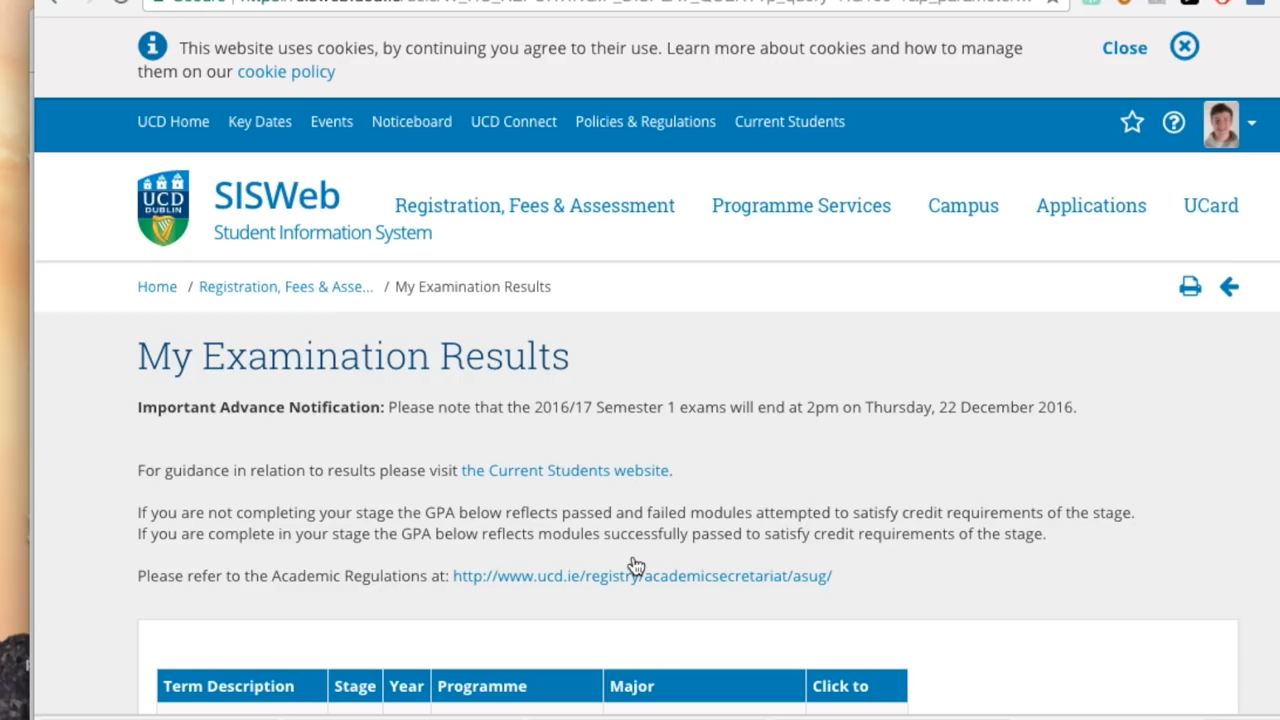 This website uses cookies, by continuing you agree to their use. Learn more about cookies and how to manage
them on our cookie policy
Close
UCD Home Key Dates Events Noticeboard UCD Connect Policies & Regulations Current Students
UCD
DUBLIN
SISWeb
Student Information System
Registration, Fees & Assessment Programme Services Campus Applications UCard
Home / Registration, Fees & Asse... / My Examination Results
My Examination Results
Important Advance Notification: Please note that the 2016/17 Semester 1 exams will end at 2pm on Thursday, 22 December 2016.
For guidance in relation to results please visit the Current Students website.
If you are not completing your stage the GPA below reflects passed and failed modules attempted to satisfy credit requirements of the stage.
If you are complete in your stage the GPA below reflects modules successfully passed to satisfy credit requirements of the stage.
Please refer to the Academic Regulations at: http://www.ucd.ie/registry/academicsecretariat/asug/
Term Description Stage Year Programme Major Click to